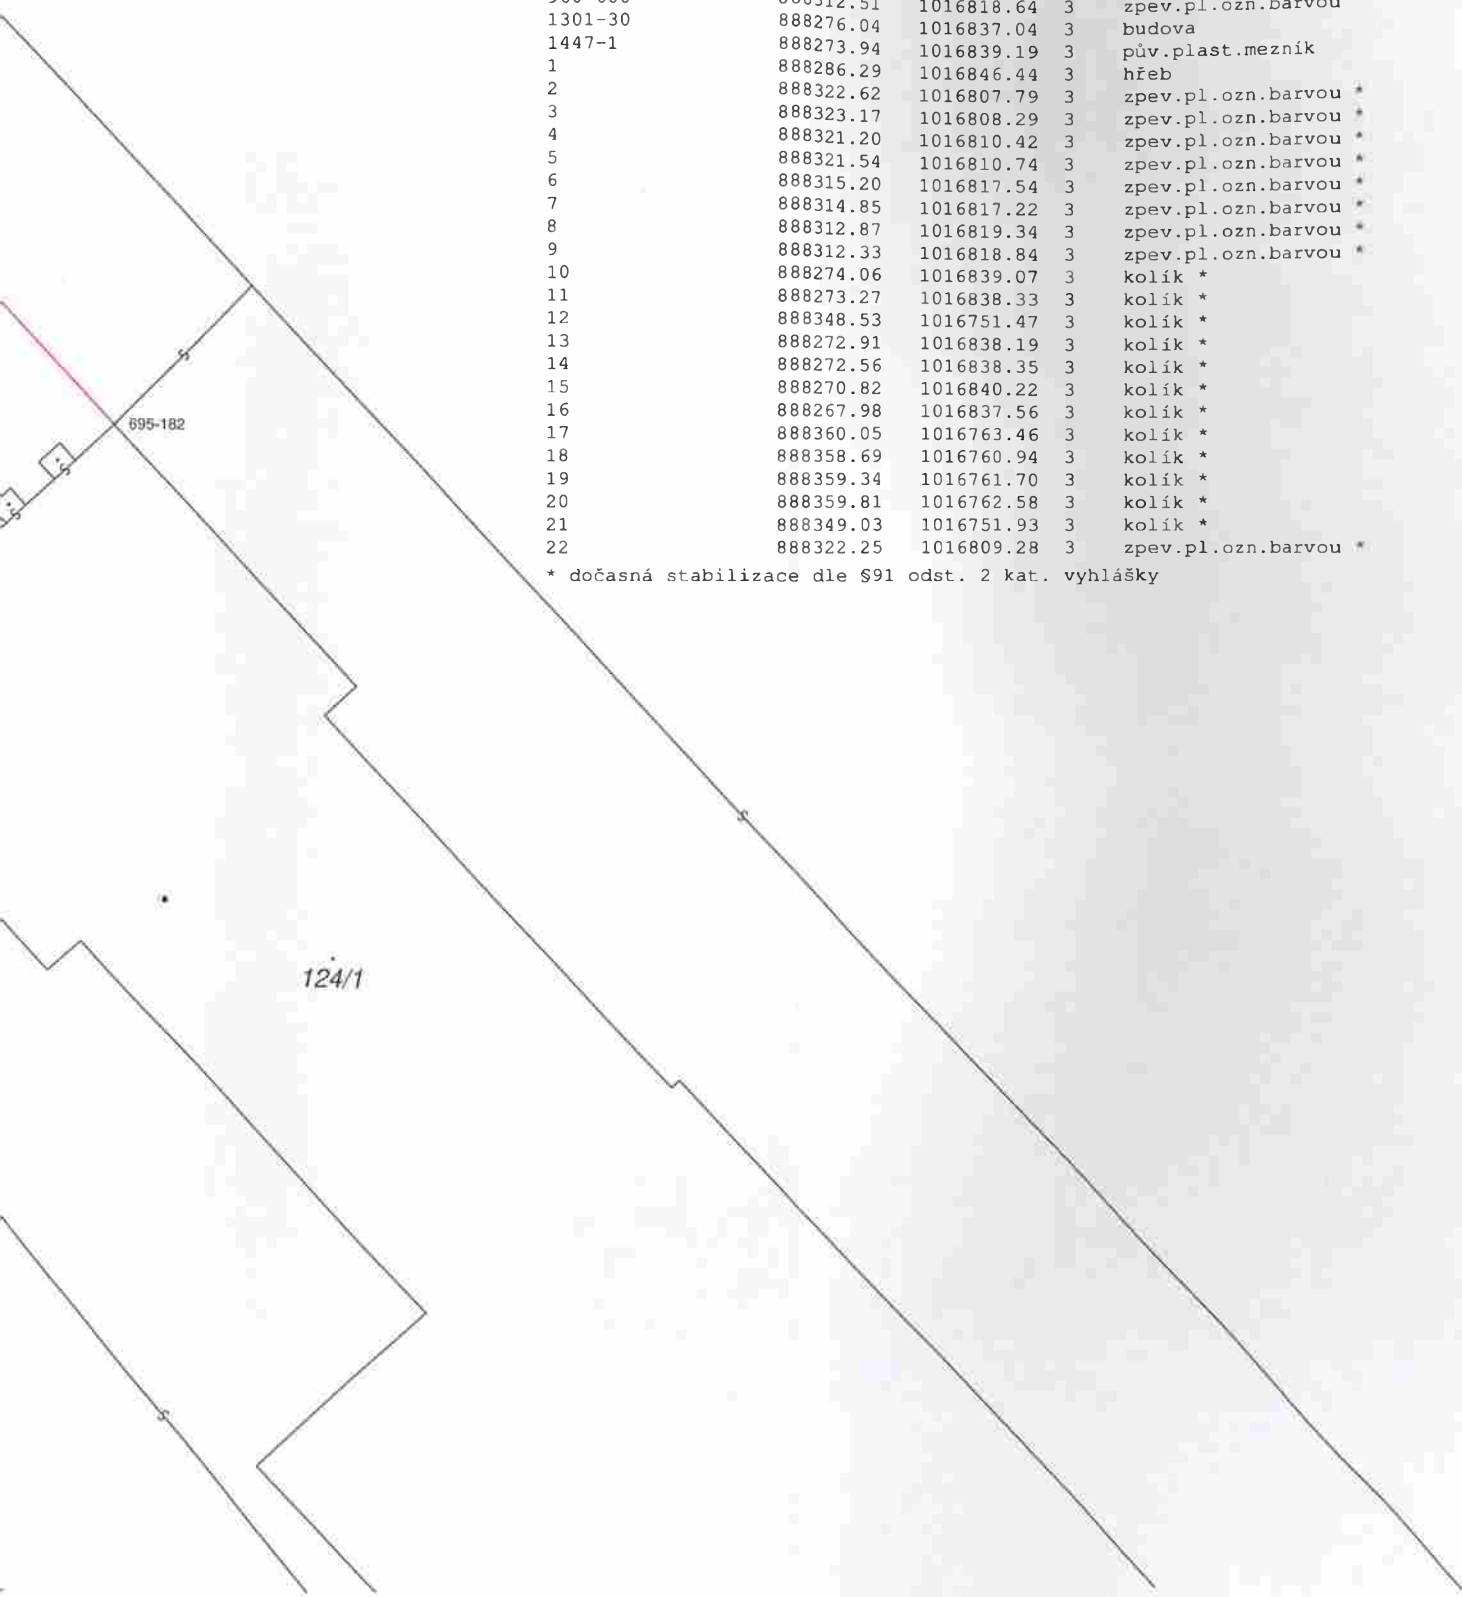 1016818.64 3 zpev.pl.ozn.barvou
1301-30 888276.04 1016837.04 3 budova
1447-1 888273.94 1016839.19 3 pův.plast.mezník
1 888286.29 1016846.44 3 hřeb
2 888322.62 1016807.79 3 zpev.pl.ozn.barvou *
3 888323.17 1016808.29 3 zpev.pl.ozn.barvou *
4 888321.20 1016810.42 3 zpev.pl.ozn.barvou *
5 888321.54 1016810.74 3 zpev.pl.ozn.barvou *
6 888315.20 1016817.54 3 zpev.pl.ozn.barvou *
7 888314.85 1016817.22 3 zpev.pl.ozn.barvou *
8 888312.87 1016819.34 3 zpev.pl.ozn.barvou *
9 888312.33 1016818.84 3 zpev.pl.ozn.barvou *
10 888274.06 1016839.07 3 kolík *
11 888273.27 1016838.33 3 kolík *
12 888348.53 1016751.47 3 kolík *
13 888272.91 1016838.19 3 kolík *
14 888272.56 1016838.35 3 kolík *
15 888270.82 1016840.22 3 kolík *
16 888267.98 1016837.56 3 kolík *
17 888360.05 1016763.46 3 kolík *
18 888358.69 1016760.94 3 kolík *
19 888359.34 1016761.70 3 kolík *
20 888359.81 1016762.58 3 kolík *
21 888349.03 1016751.93 3 kolík *
22 888322.25 1016809.28 3 zpev.pl.ozn.barvou *
* dočasná stabilizace dle §91 odst. 2 kat. vyhlášky
695-182
124/1